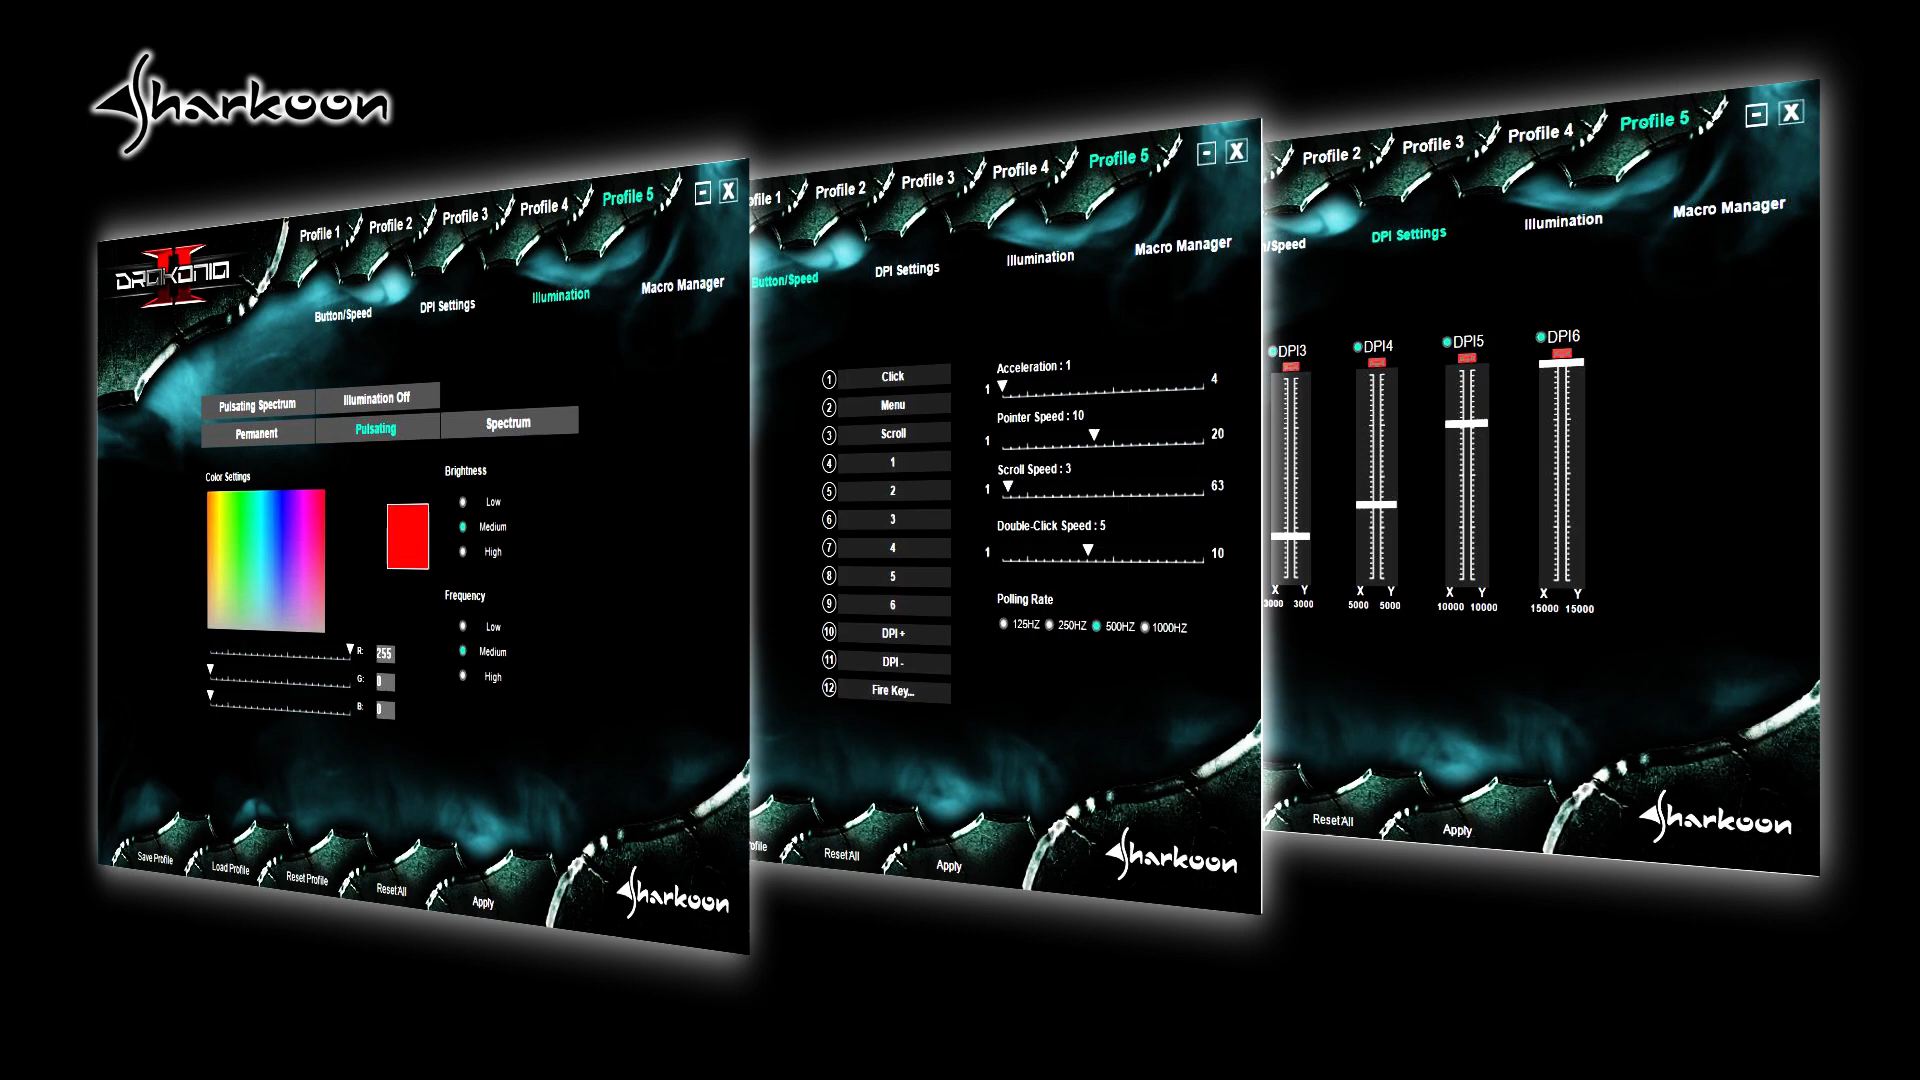 Sharkoon
DRAKONIA II
Profile 1 Profile 2 Profile 3 Profile 4 Profile 5 - X
Button/Speed DPI Settings Illumination Macro Manager
Pulsating Spectrum Illumination Off
Permanent Pulsating Spectrum
Color Settings
R: 255
G: 0
B: 0
Brightness
Low
Medium
High
Frequency
Low
Medium
High
Save Profile Load Profile Reset Profile Reset All Apply
Sharkoon
ofile 1 Profile 2 Profile 3 Profile 4 Profile 5 - X
Button/Speed DPI Settings Illumination Macro Manager
1 Click
2 Menu
3 Scroll
4 1
5 2
6 3
7 4
8 5
9 6
10 DPI +
11 DPI -
12 Fire Key...
Acceleration : 1
1 4
Pointer Speed : 10
1 20
Scroll Speed : 3
1 63
Double-Click Speed : 5
1 10
Polling Rate
125HZ 250HZ 500HZ 1000HZ
ofile Reset All Apply
Sharkoon
Profile 2 Profile 3 Profile 4 Profile 5 - X
n/Speed DPI Settings Illumination Macro Manager
DPI3 DPI4 DPI5 DPI6
X Y X Y X Y X Y
3000 3000 5000 5000 10000 10000 15000 15000
Reset All Apply
Sharkoon